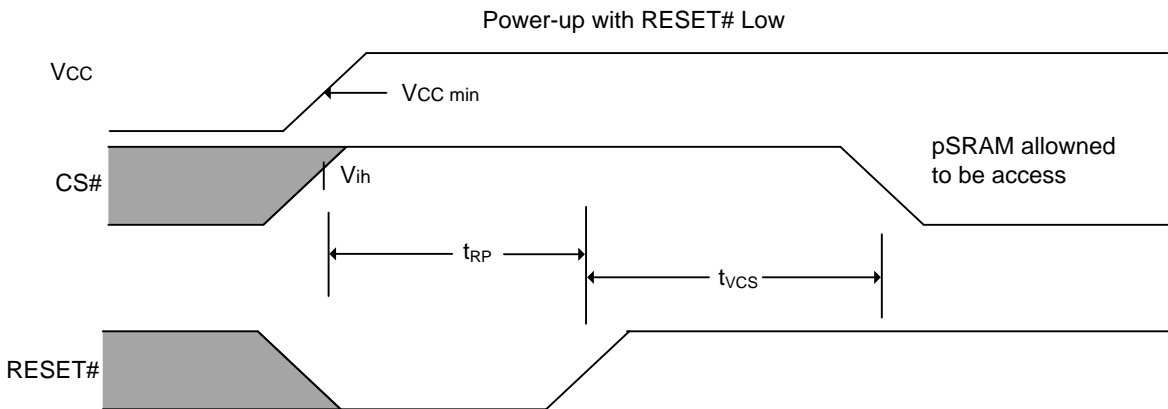 Power-up with RESET# Low
VCC
VCC min
CS#
Vih
pSRAM allowned
to be access
tRP
tVCS
RESET#